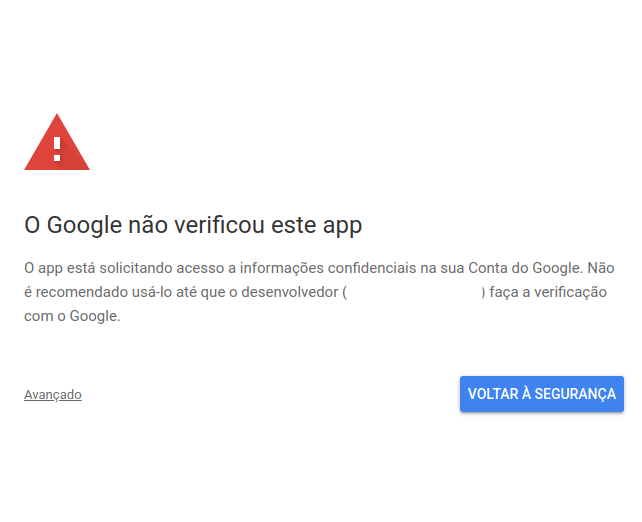 O Google não verificou este app
O app está solicitando acesso a informações confidenciais na sua Conta do Google. Não
é recomendado usá-lo até que o desenvolvedor ( ) faça a verificação
com o Google.
Avançado
VOLTAR À SEGURANÇA